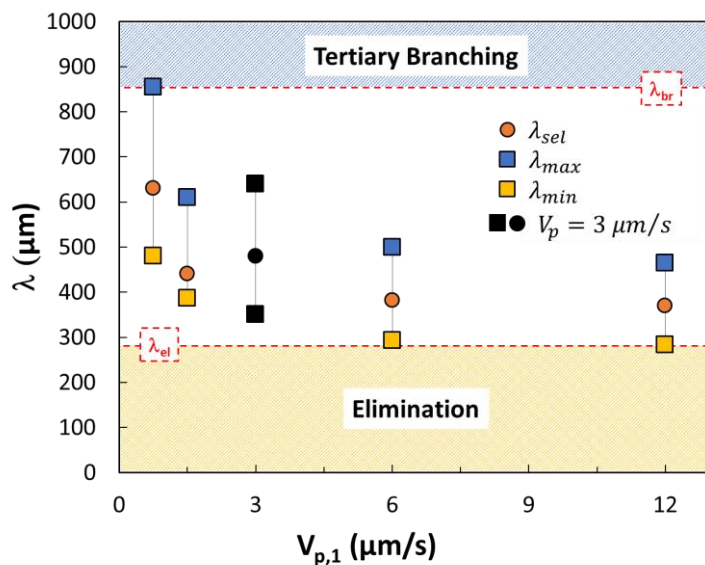 1000
900
800
700
600
500
400
300
200
100
0
λ (μm)
Tertiary Branching
λbr
λsel
λmax
λmin
Vp = 3 μm/s
λel
Elimination
0 3 6 9 12
Vp,1 (μm/s)